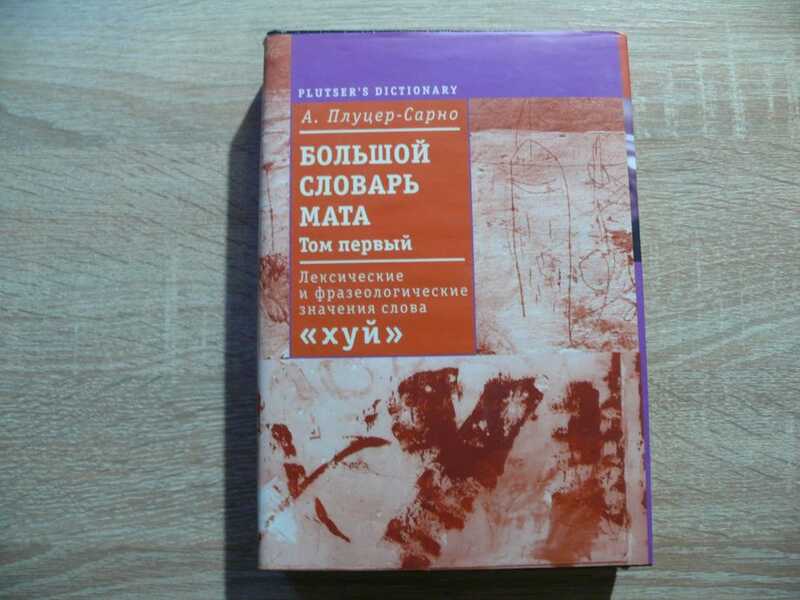 PLUTSER'S DICTIONARY
А. Плуцер-Сарно
БОЛЬШОЙ
СЛОВАРЬ
МАТА
Том первый
Лексические
и фразеологические
значения слова
«хуй»